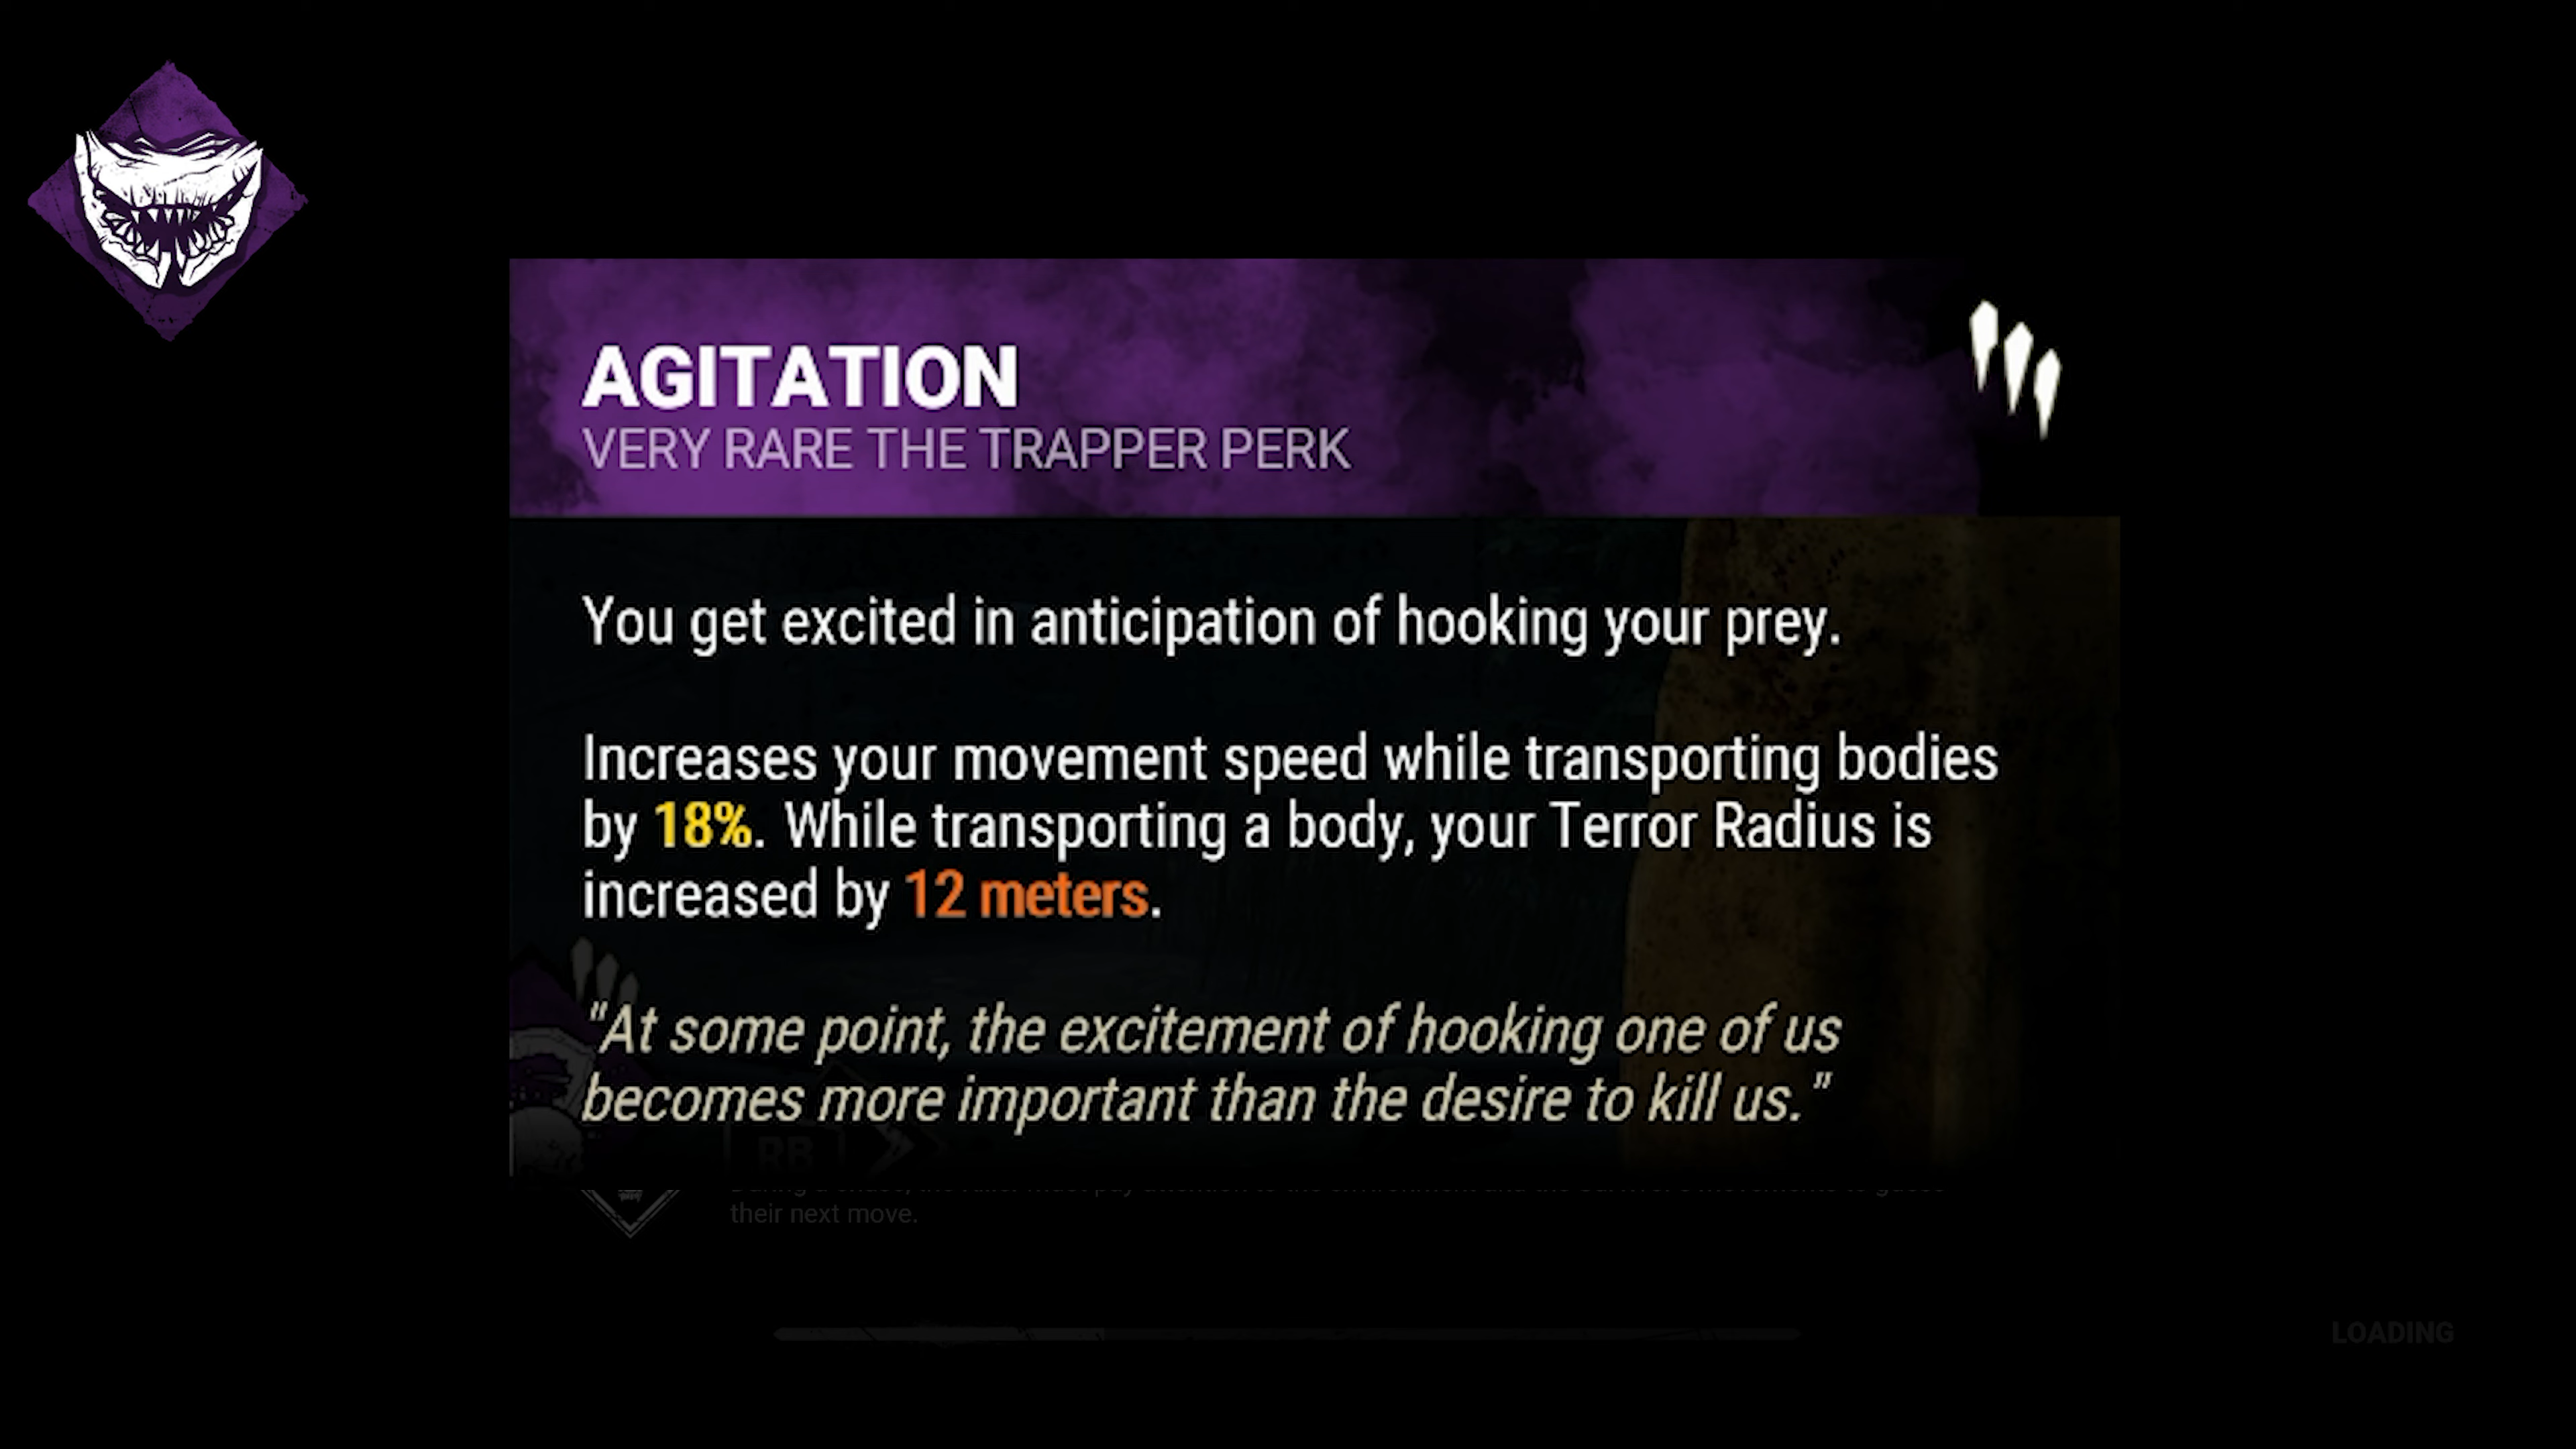 AGITATION
VERY RARE THE TRAPPER PERK
You get excited in anticipation of hooking your prey.
Increases your movement speed while transporting bodies
by 18%. While transporting a body, your Terror Radius is
increased by 12 meters.
"At some point, the excitement of hooking one of us
becomes more important than the desire to kill us."
RB
their next move.
LOADING